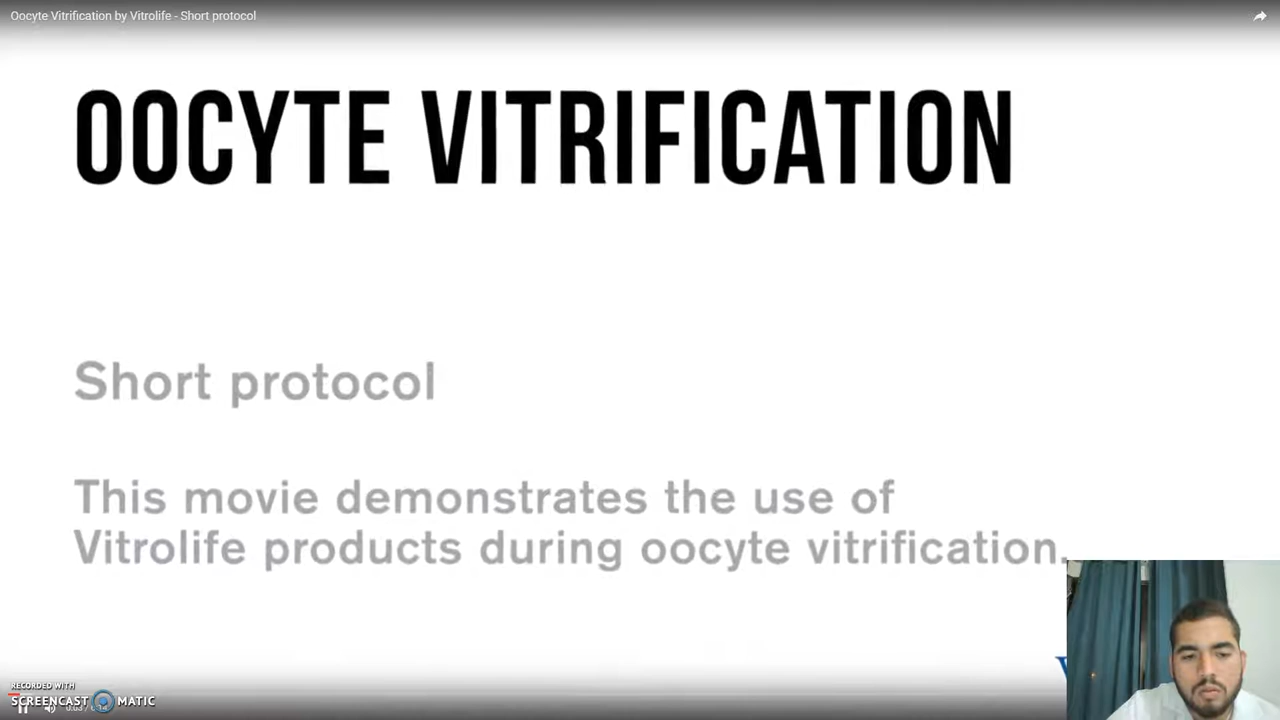 Oocyte Vitrification by Vitrolife - Short protocol
OOCYTE VITRIFICATION
Short protocol
This movie demonstrates the use of
Vitrolife products during oocyte vitrification.
RECORDED WITH
SCREENCAST MATIC